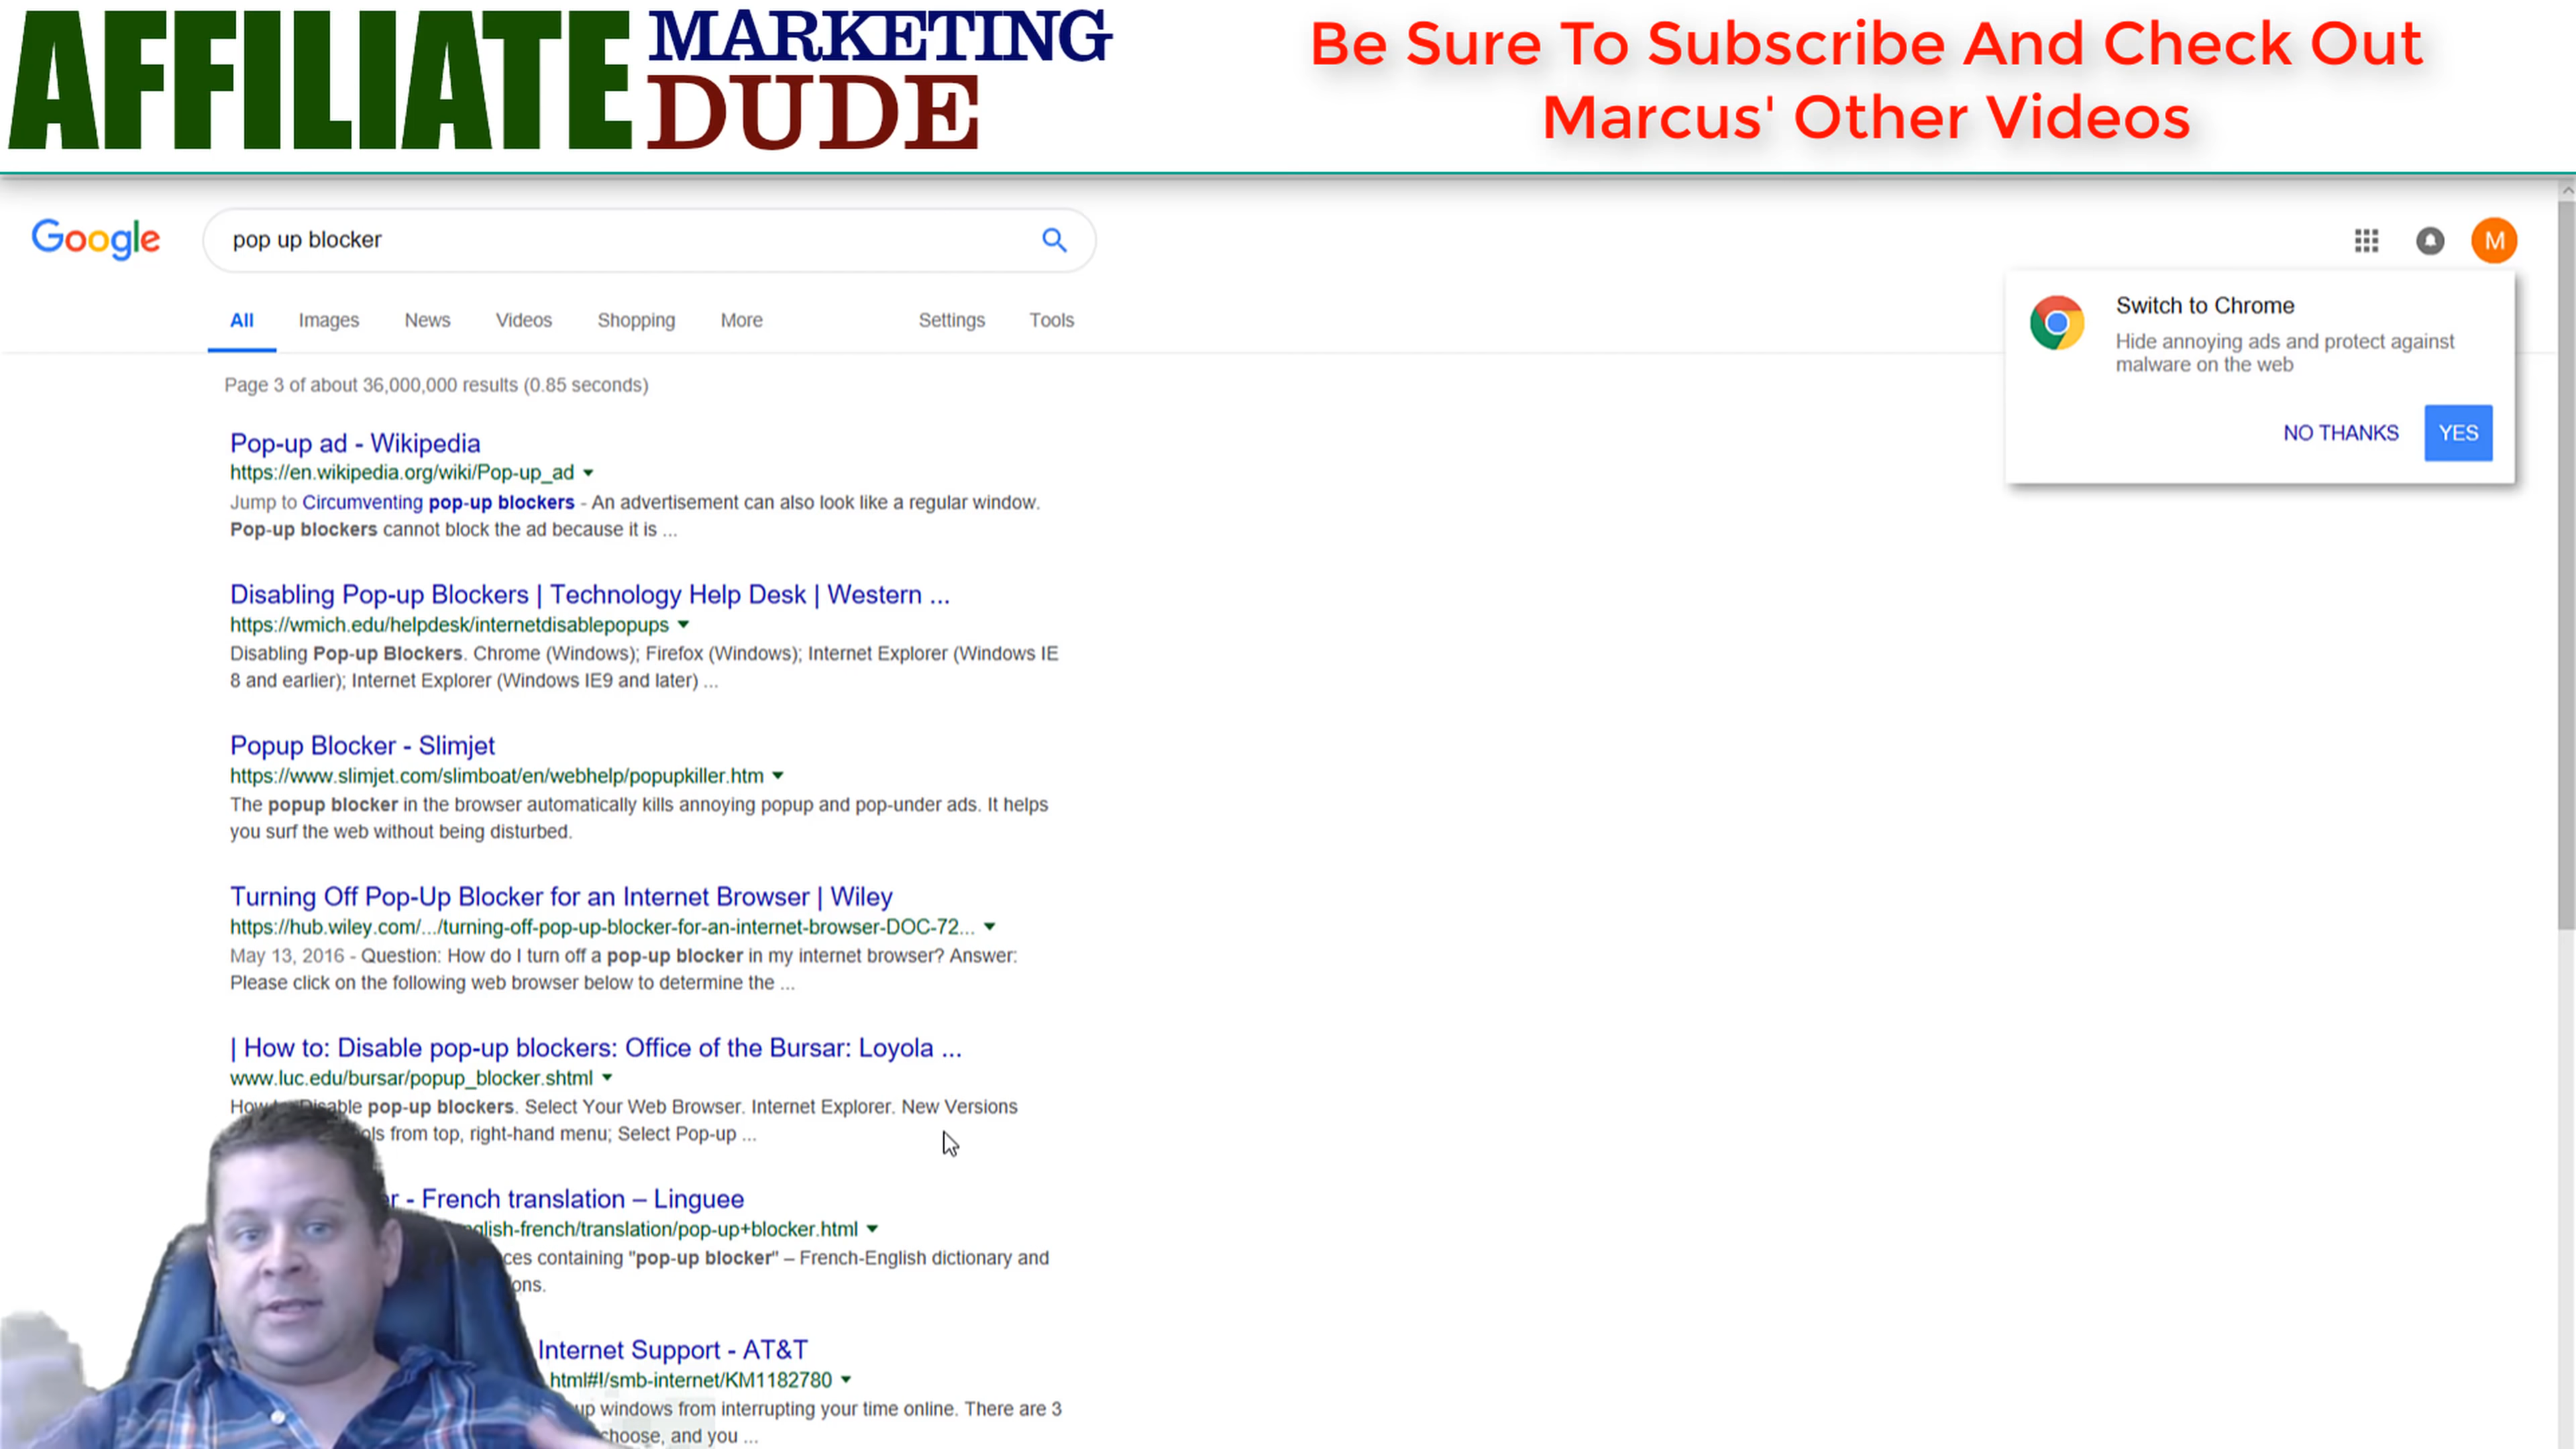 AFFILIATE MARKETING DUDE
Be Sure To Subscribe And Check Out
Marcus' Other Videos
Google
pop up blocker
M
All Images News Videos Shopping More Settings Tools
Switch to Chrome
Hide annoying ads and protect against
malware on the web
NO THANKS YES
Page 3 of about 36,000,000 results (0.85 seconds)
Pop-up ad - Wikipedia
https://en.wikipedia.org/wiki/Pop-up_ad
Jump to Circumventing pop-up blockers - An advertisement can also look like a regular window.
Pop-up blockers cannot block the ad because it is ...
Disabling Pop-up Blockers | Technology Help Desk | Western ...
https://wmich.edu/helpdesk/internetdisablepopups
Disabling Pop-up Blockers. Chrome (Windows); Firefox (Windows); Internet Explorer (Windows IE
8 and earlier); Internet Explorer (Windows IE9 and later) ...
Popup Blocker - Slimjet
https://www.slimjet.com/slimboat/en/webhelp/popupkiller.htm
The popup blocker in the browser automatically kills annoying popup and pop-under ads. It helps
you surf the web without being disturbed.
Turning Off Pop-Up Blocker for an Internet Browser | Wiley
https://hub.wiley.com/.../turning-off-pop-up-blocker-for-an-internet-browser-DOC-72...
May 13, 2016 - Question: How do I turn off a pop-up blocker in my internet browser? Answer:
Please click on the following web browser below to determine the ...
| How to: Disable pop-up blockers: Office of the Bursar: Loyola ...
www.luc.edu/bursar/popup_blocker.shtml
pop-up blockers. Select Your Web Browser. Internet Explorer. New Versions
from top, right-hand menu; Select Pop-up ...
- French translation – Linguee
glish-french/translation/pop-up+blocker.html
containing "pop-up blocker" – French-English dictionary and
Internet Support - AT&T
html#!/smb-internet/KM1182780
windows from interrupting your time online. There are 3
choose, and you ...